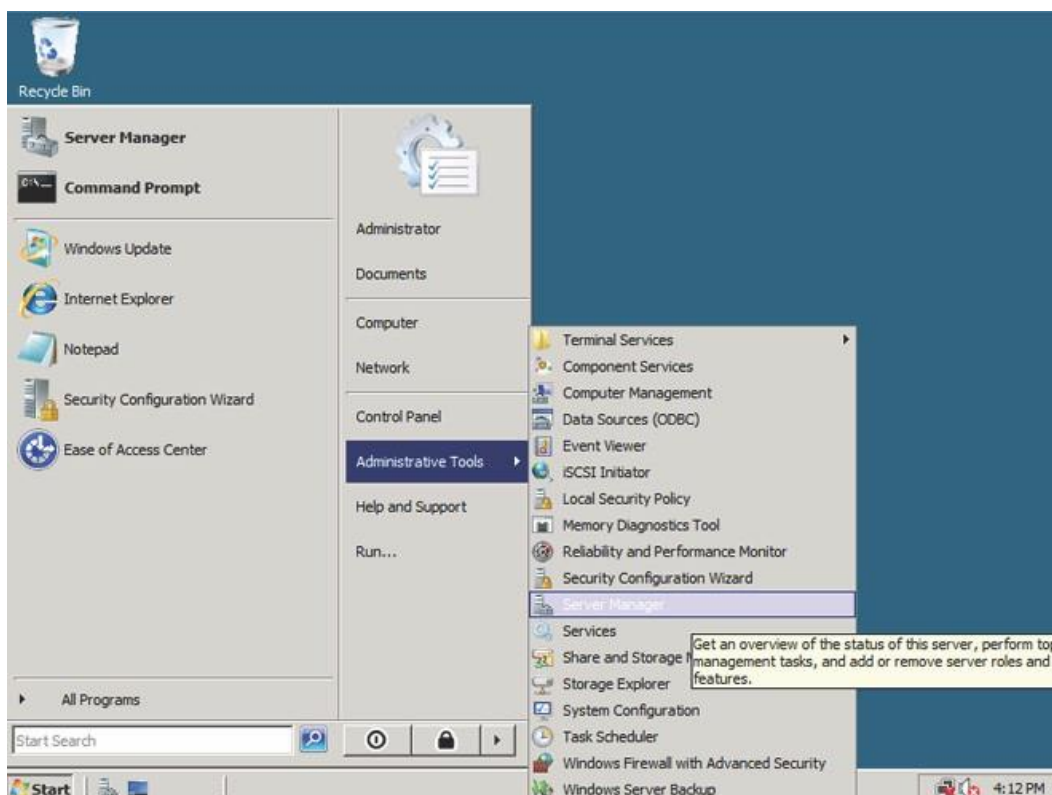 Recycle Bin
Server Manager
Command Prompt
Windows Update
Internet Explorer
Notepad
Security Configuration Wizard
Ease of Access Center
All Programs
Start Search
Administrator
Documents
Computer
Network
Control Panel
Administrative Tools
Help and Support
Run...
Terminal Services
Component Services
Computer Management
Data Sources (ODBC)
Event Viewer
iSCSI Initiator
Local Security Policy
Memory Diagnostics Tool
Reliability and Performance Monitor
Security Configuration Wizard
Server Manager
Services
Share and Storage
Storage Explorer
System Configuration
Task Scheduler
Windows Firewall with Advanced Security
Windows Server Backup
Get an overview of the status of this server, perform
management tasks, and add or remove server roles and
features.
Start
4:12 PM